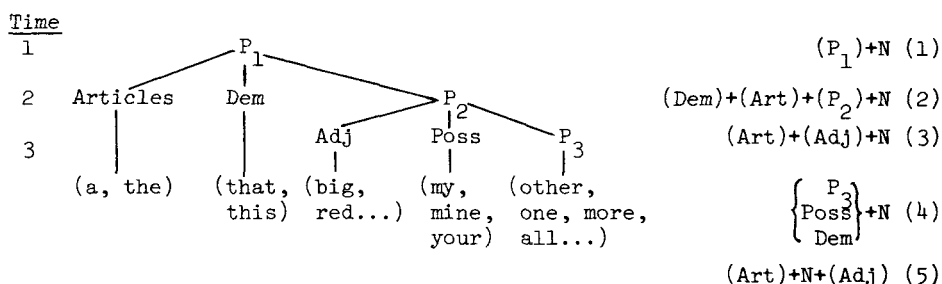 Time
1 P1 (P1)+N (1)
2 Articles Dem P2 (Dem)+(Art)+(P2)+N (2)
Adj Poss P3 (Art)+(Adj)+N (3)
3
(a, the) (that, (big, (my, (other,
this) red...) mine, one, more,
your) all...)
{P3
Poss}+N (4)
Dem
(Art)+N+(Adj) (5)